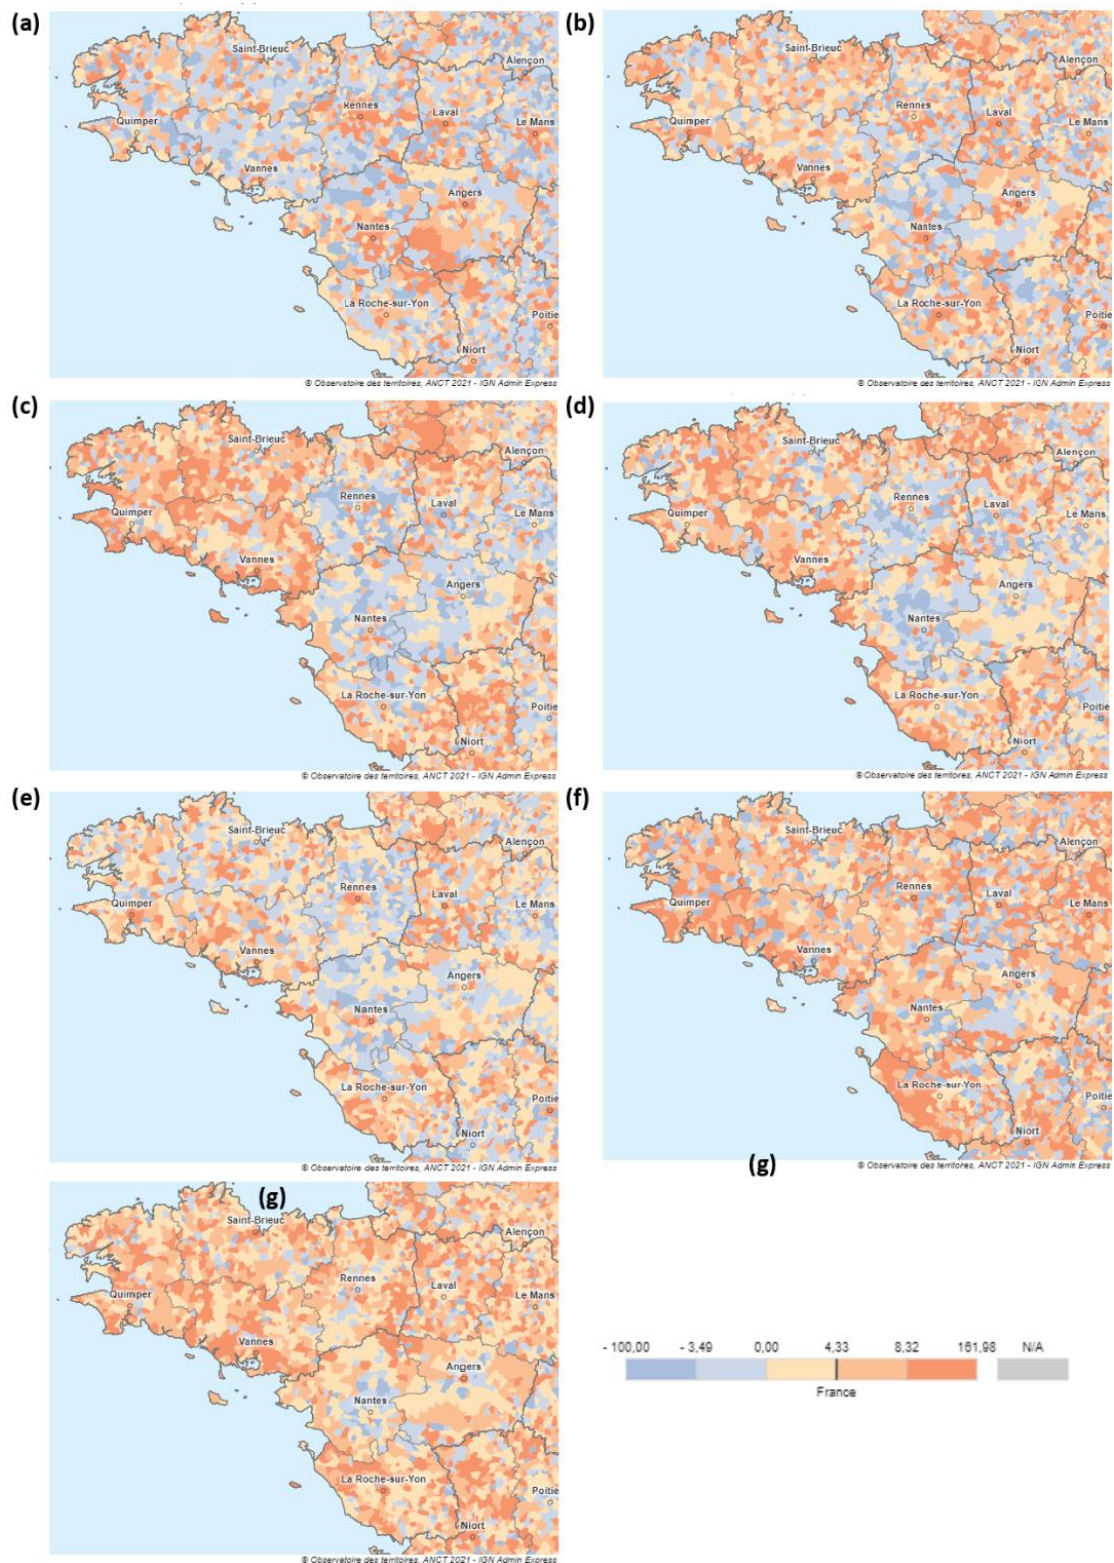 (a)
Saint-Brieuc
Alençon
Rennes
Laval
Le Mans
Quimper
Vannes
Angers
Nantes
La Roche-sur-Yon
Poitie
Niort
© Observatoire des territoires, ANCT 2021 - IGN Admin Express
(b)
Saint-Brieuc
Alençon
Rennes
Laval
Le Mans
Quimper
Vannes
Angers
Nantes
La Roche-sur-Yon
Poitie
Niort
© Observatoire des territoires, ANCT 2021 - IGN Admin Express
(c)
Saint-Brieuc
Alençon
Rennes
Laval
Le Mans
Quimper
Vannes
Angers
Nantes
La Roche-sur-Yon
Poitie
Niort
© Observatoire des territoires, ANCT 2021 - IGN Admin Express
(d)
Saint-Brieuc
Alençon
Rennes
Laval
Le Mans
Quimper
Vannes
Angers
Nantes
La Roche-sur-Yon
Poitie
Niort
© Observatoire des territoires, ANCT 2021 - IGN Admin Express
(e)
Saint-Brieuc
Alençon
Rennes
Laval
Le Mans
Quimper
Vannes
Angers
Nantes
La Roche-sur-Yon
Poitie
Niort
© Observatoire des territoires, ANCT 2021 - IGN Admin Express
(f)
Saint-Brieuc
Alençon
Rennes
Laval
Le Mans
Quimper
Vannes
Angers
Nantes
La Roche-sur-Yon
Poitie
Niort
(g)
© Observatoire des territoires, ANCT 2021 - IGN Admin Express
(g)
Saint-Brieuc
Alençon
Rennes
Laval
Le Mans
Quimper
Vannes
Angers
Nantes
La Roche-sur-Yon
Poitie
Niort
© Observatoire des territoires, ANCT 2021 - IGN Admin Express
- 100,00 - 3,49 0,00 4,33 8,32 161,98 N/A
France